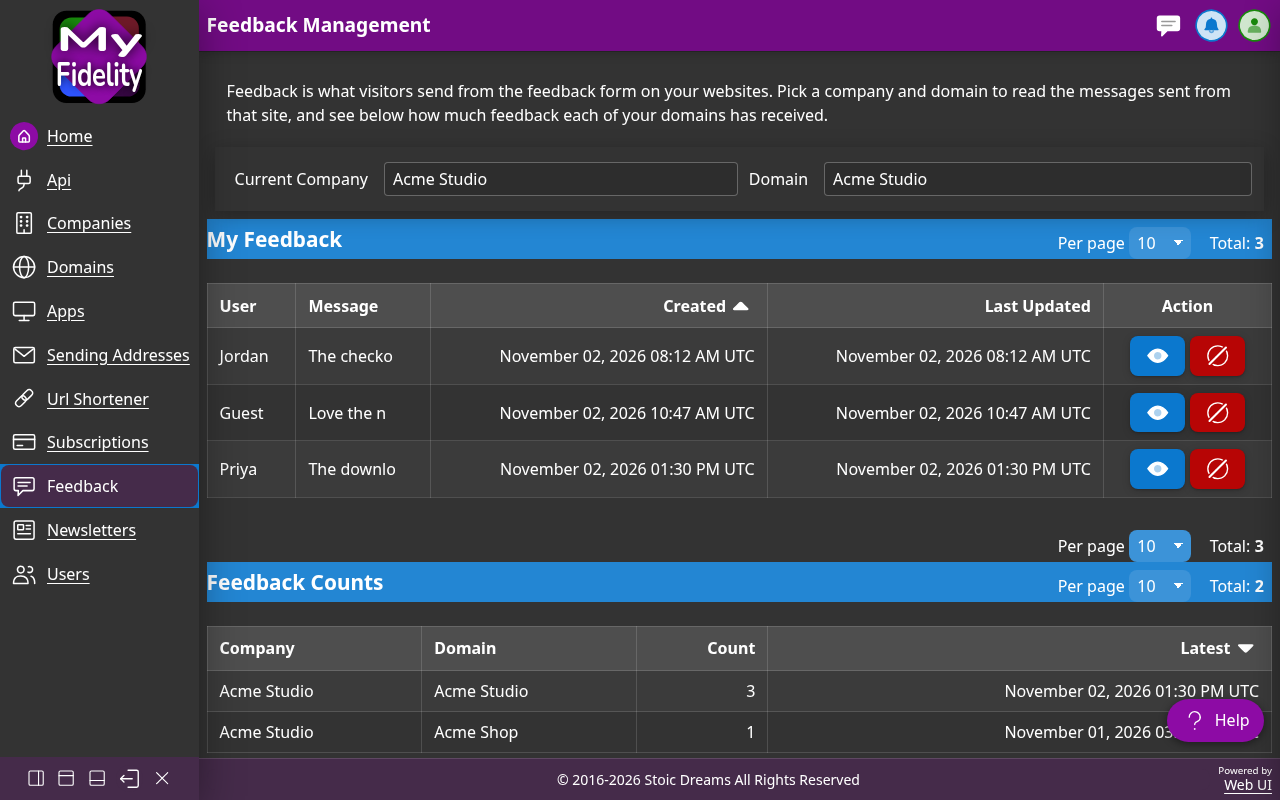 My
Fidelity
Home
Api
Companies
Domains
Apps
Sending Addresses
Url Shortener
Subscriptions
Feedback
Newsletters
Users
Feedback Management
Feedback is what visitors send from the feedback form on your websites. Pick a company and domain to read the messages sent from
that site, and see below how much feedback each of your domains has received.
Current Company Acme Studio Domain Acme Studio
My Feedback Per page 10 Total: 3
User Message Created Last Updated Action
Jordan The checko November 02, 2026 08:12 AM UTC November 02, 2026 08:12 AM UTC
Guest Love the n November 02, 2026 10:47 AM UTC November 02, 2026 10:47 AM UTC
Priya The downlo November 02, 2026 01:30 PM UTC November 02, 2026 01:30 PM UTC
Per page 10 Total: 3
Feedback Counts Per page 10 Total: 2
Company Domain Count Latest
Acme Studio Acme Studio 3 November 02, 2026 01:30 PM UTC
Acme Studio Acme Shop 1 November 01, 2026
Help
© 2016-2026 Stoic Dreams All Rights Reserved
Powered by
Web UI